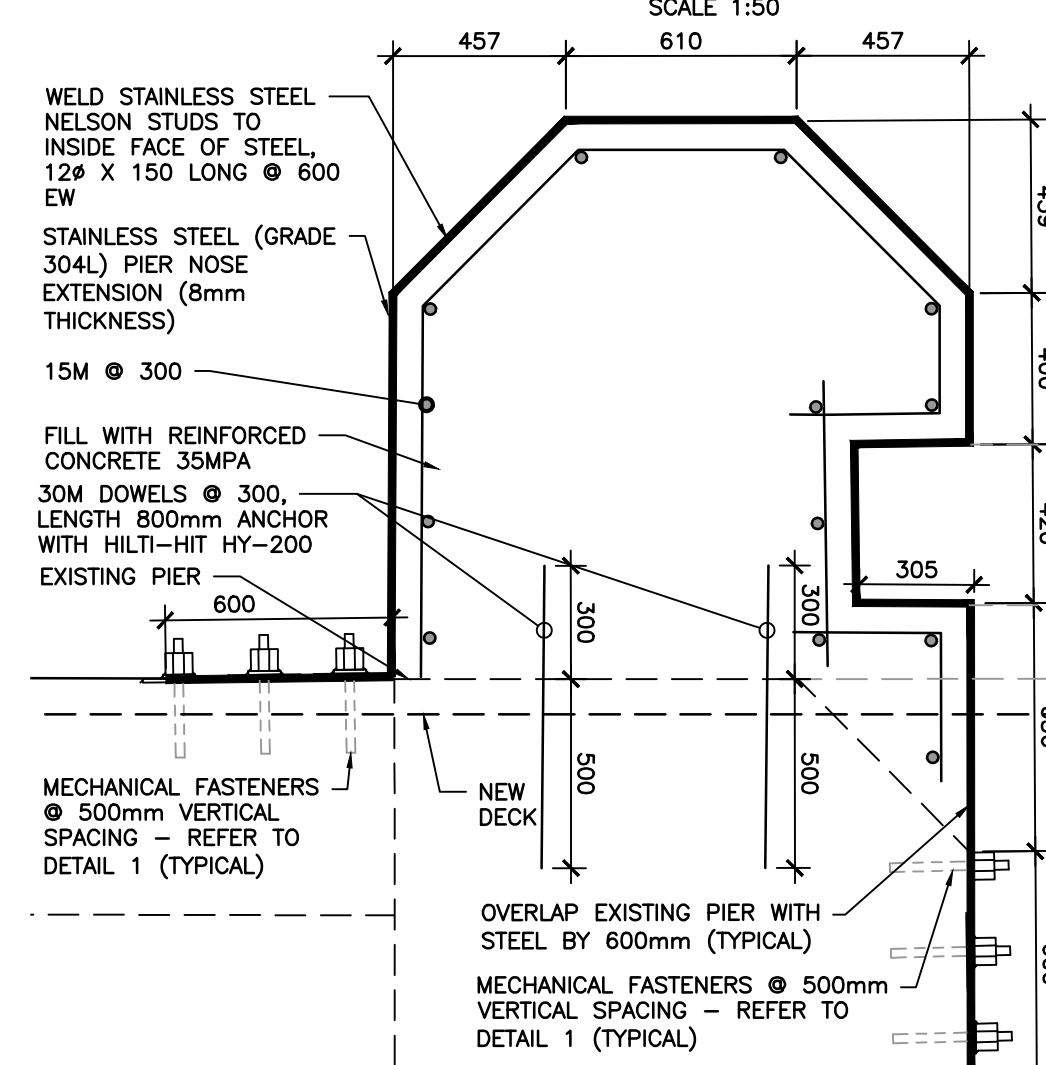 SCALE 1:50
457
610
457
WELD STAINLESS STEEL
NELSON STUDS TO
INSIDE FACE OF STEEL,
12ø X 150 LONG @ 600
EW
STAINLESS STEEL (GRADE
304L) PIER NOSE
EXTENSION (8mm
THICKNESS)
15M @ 300
FILL WITH REINFORCED
CONCRETE 35MPA
30M DOWELS @ 300,
LENGTH 800mm ANCHOR
WITH HILTI-HIT HY-200
EXISTING PIER
600
300
300
305
500
500
MECHANICAL FASTENERS
@ 500mm VERTICAL
SPACING – REFER TO
DETAIL 1 (TYPICAL)
NEW
DECK
OVERLAP EXISTING PIER WITH
STEEL BY 600mm (TYPICAL)
MECHANICAL FASTENERS @ 500mm
VERTICAL SPACING – REFER TO
DETAIL 1 (TYPICAL)